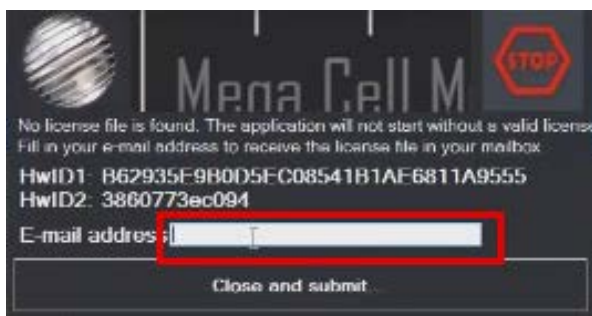 Mega Cell M
STOP
No license file is found. The application will not start without a valid license
Fill in your e-mail address to receive the license file in your mailbox
HwID1: B62935E9B0D5EC08541B1AE6811A9555
HwID2: 3860773ec094
E-mail address
Close and submit...